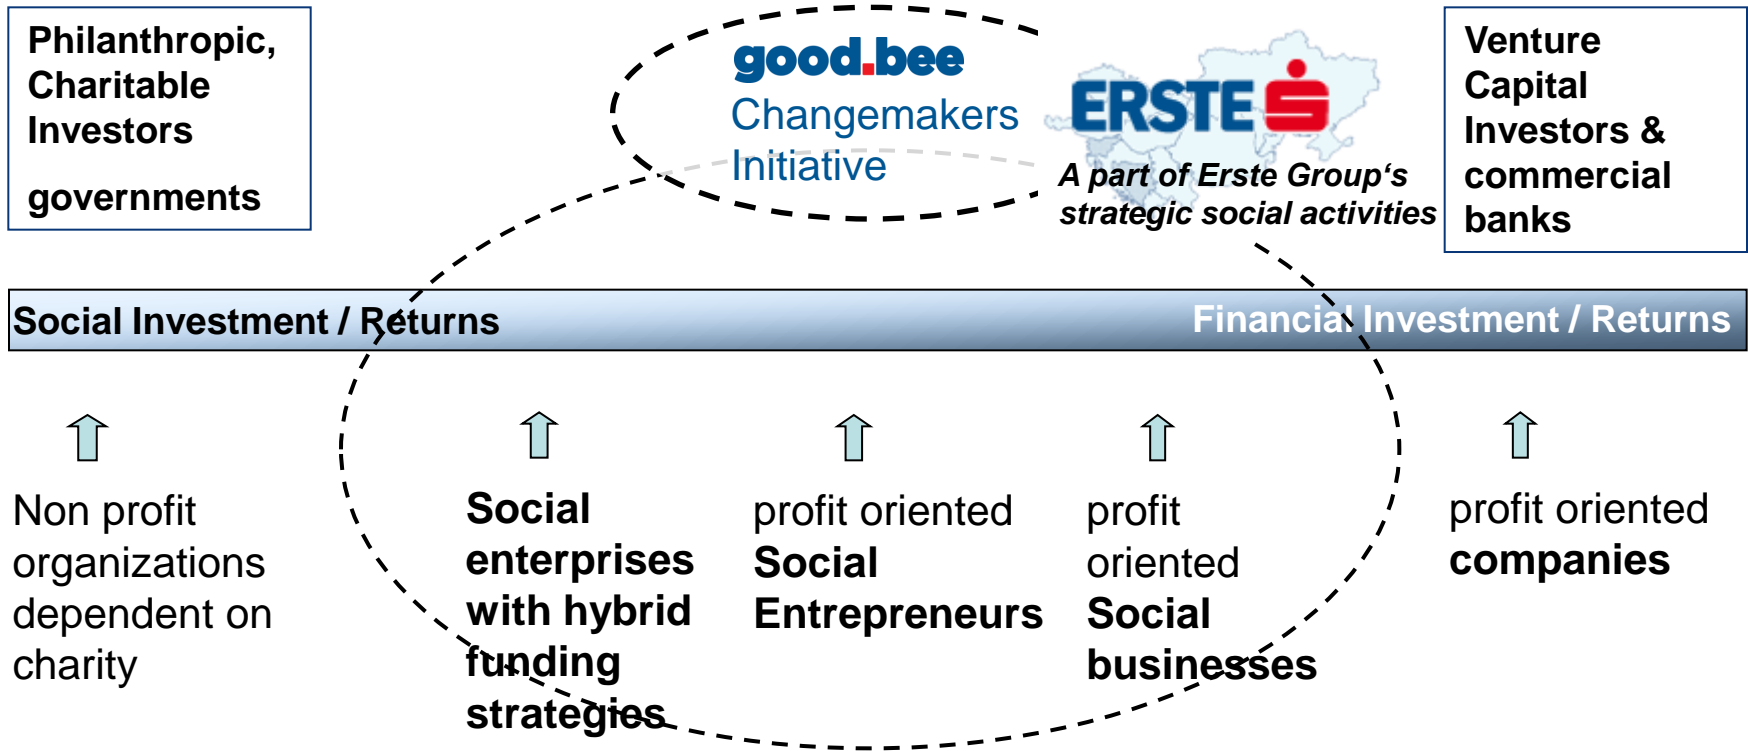 Philanthropic,
Charitable
Investors
governments
good.bee
Changemakers
Initiative
ERSTE
A part of Erste Group‘s
strategic social activities
Venture
Capital
Investors &
commercial
banks
Social Investment / Returns
Financial Investment / Returns
Non profit
organizations
dependent on
charity
Social
enterprises
with hybrid
funding
strategies
profit oriented
Social
Entrepreneurs
profit
oriented
Social
businesses
profit oriented
companies